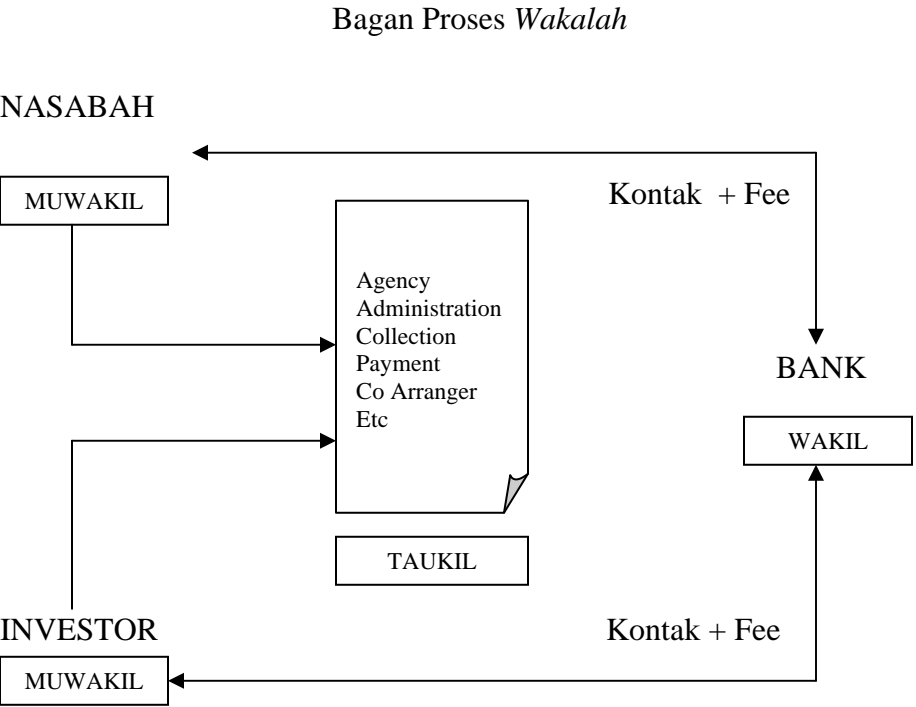 Bagan Proses Wakalah
NASABAH
MUWAKIL
Kontak + Fee
Agency
Administration
Collection
Payment
Co Arranger
Etc
BANK
WAKIL
TAUKIL
INVESTOR
Kontak + Fee
MUWAKIL